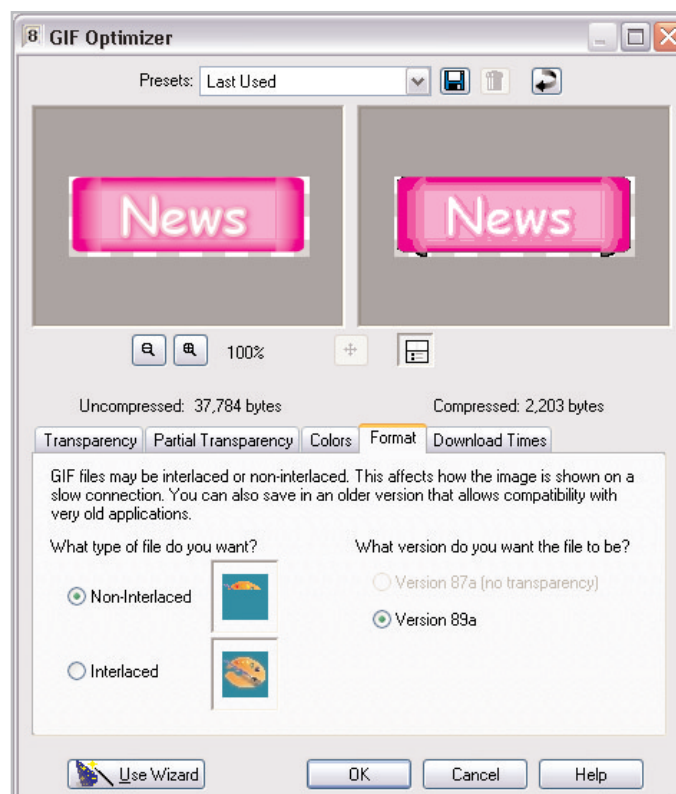 8 GIF Optimizer
Presets: Last Used
News
News
100%
Uncompressed: 37,784 bytes
Compressed: 2,203 bytes
Transparency Partial Transparency Colors Format Download Times
GIF files may be interlaced or non-interlaced. This affects how the image is shown on a
slow connection. You can also save in an older version that allows compatibility with
very old applications.
What type of file do you want?
What version do you want the file to be?
Non-Interlaced
Version 87a (no transparency)
Version 89a
Interlaced
Use Wizard
OK
Cancel
Help